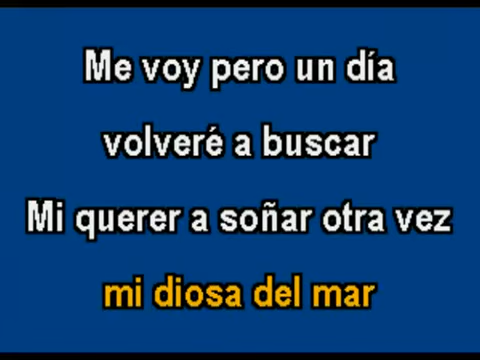 Me voy pero un día
volveré a buscar
Mi querer a soñar otra vez
mi diosa del mar